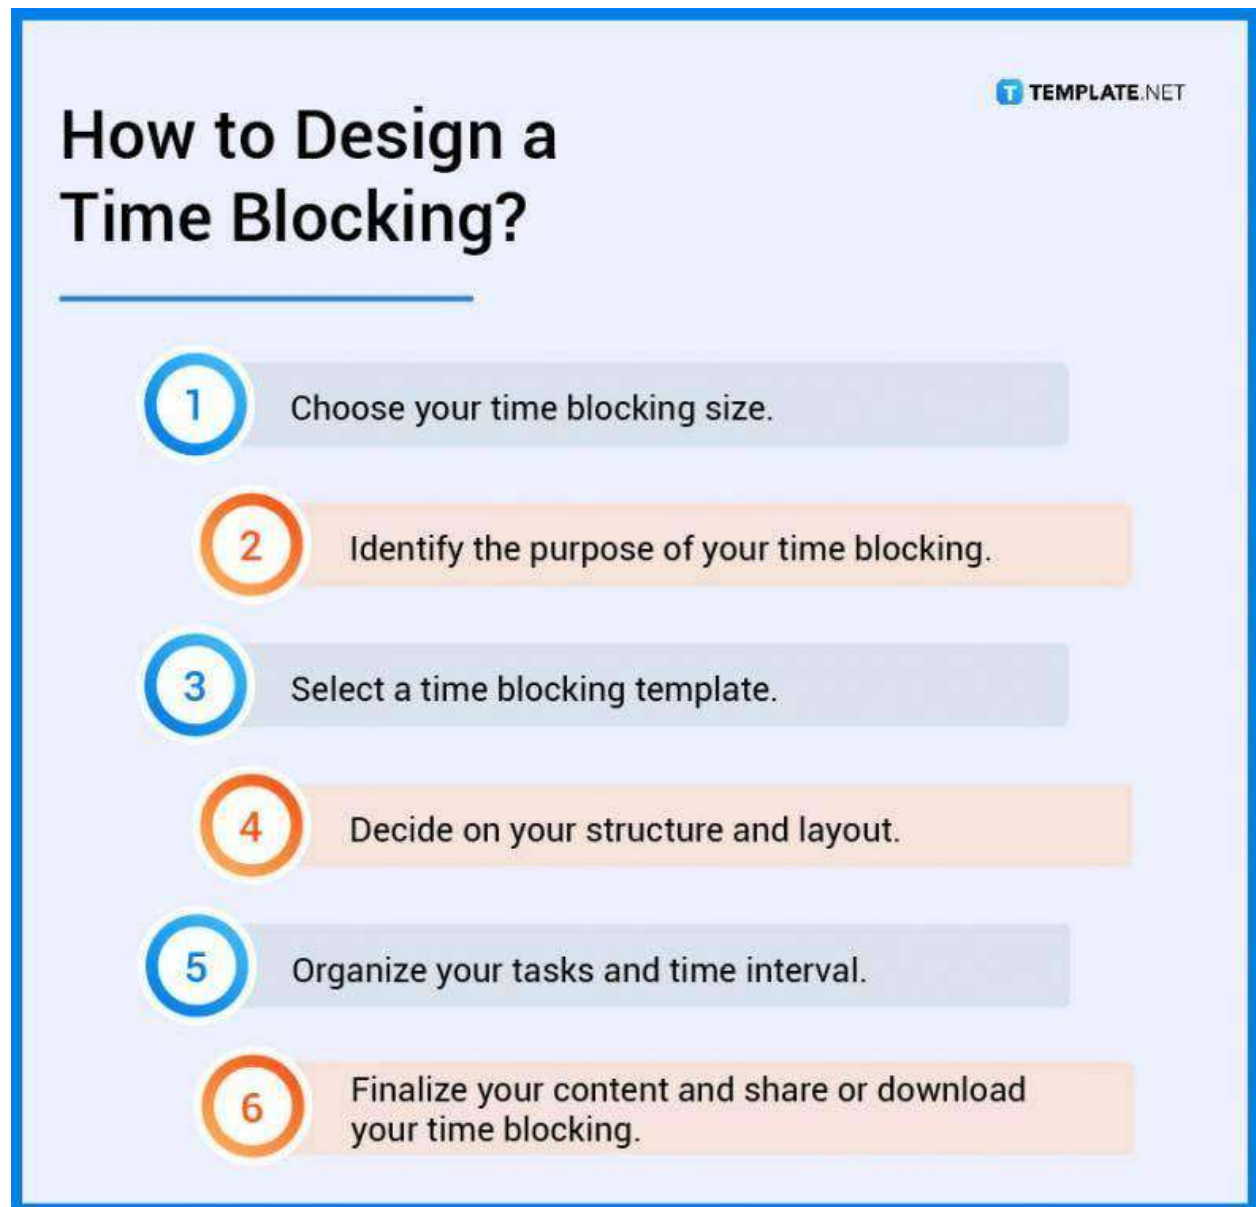 TEMPLATE.NET
How to Design a
Time Blocking?
1
Choose your time blocking size.
2
Identify the purpose of your time blocking.
3
Select a time blocking template.
4
Decide on your structure and layout.
5
Organize your tasks and time interval.
6
Finalize your content and share or download
your time blocking.